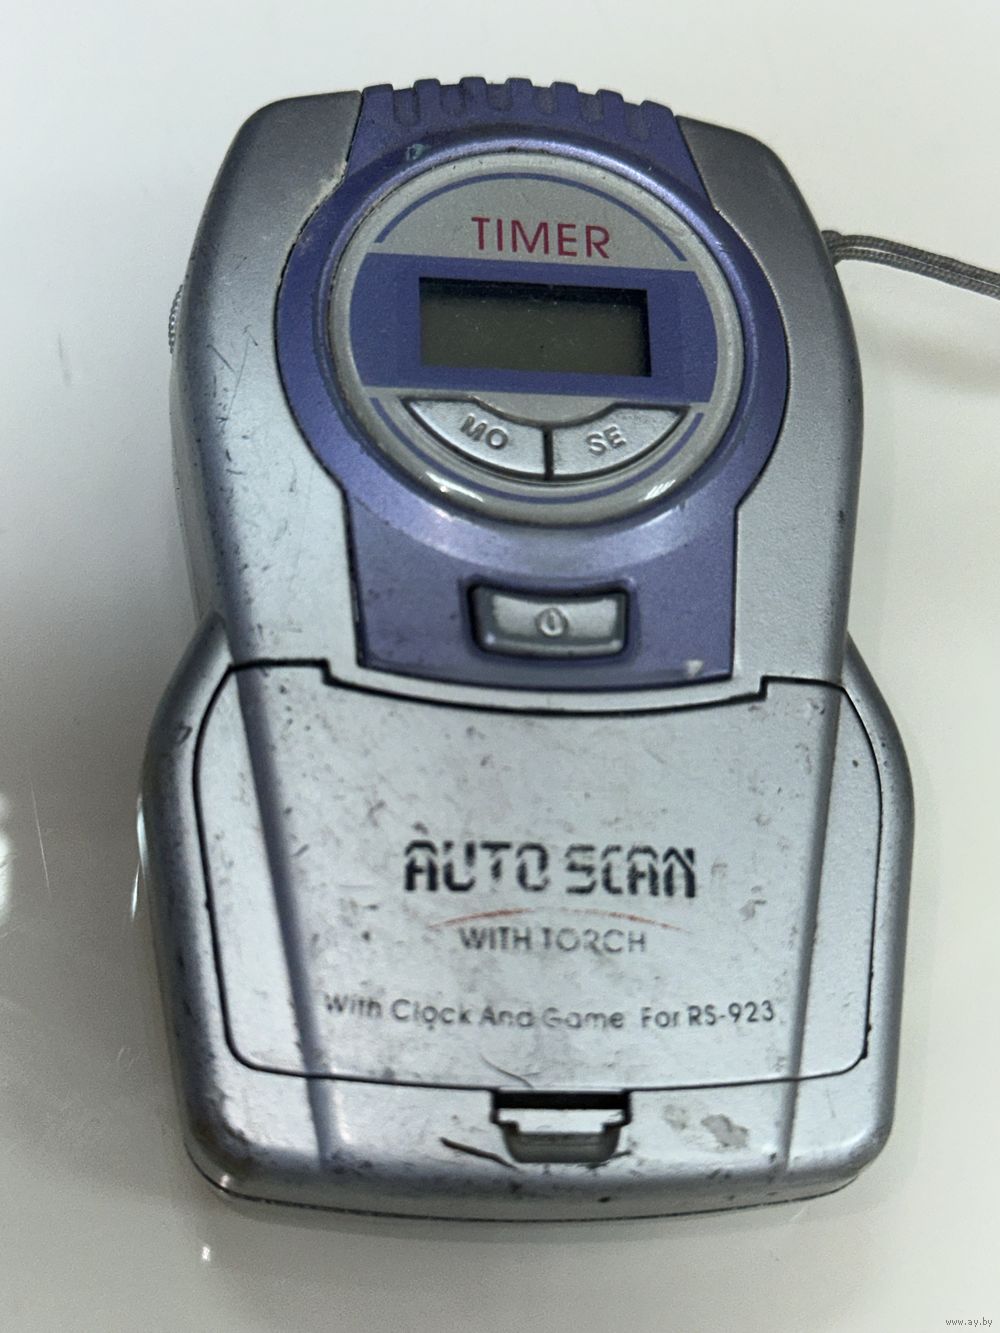 TIMER
MO SE
AUTO SCAN
WITH TORCH
With Clock And Game For RS-923
www.ay.by